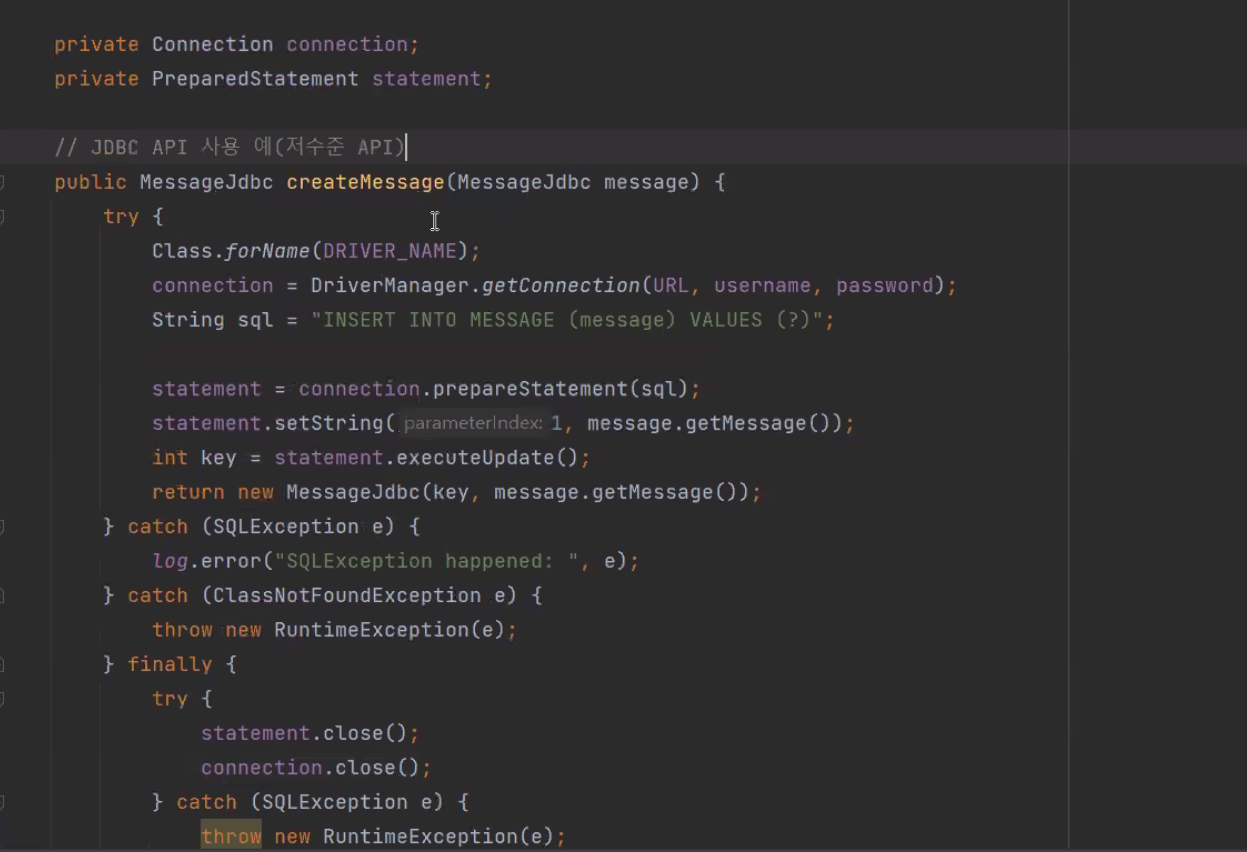 private Connection connection;
private PreparedStatement statement;
// JDBC API 사용 예(저수준 API)
public MessageJdbc createMessage(MessageJdbc message) {
try {
Class.forName(DRIVER_NAME);
connection = DriverManager.getConnection(URL, username, password);
String sql = "INSERT INTO MESSAGE (message) VALUES (?)";
statement = connection.prepareStatement(sql);
statement.setString( parameterIndex: 1, message.getMessage());
int key = statement.executeUpdate();
return new MessageJdbc(key, message.getMessage());
} catch (SQLException e) {
log.error("SQLException happened: ", e);
} catch (ClassNotFoundException e) {
throw new RuntimeException(e);
} finally {
try {
statement.close();
connection.close();
} catch (SQLException e) {
throw new RuntimeException(e);